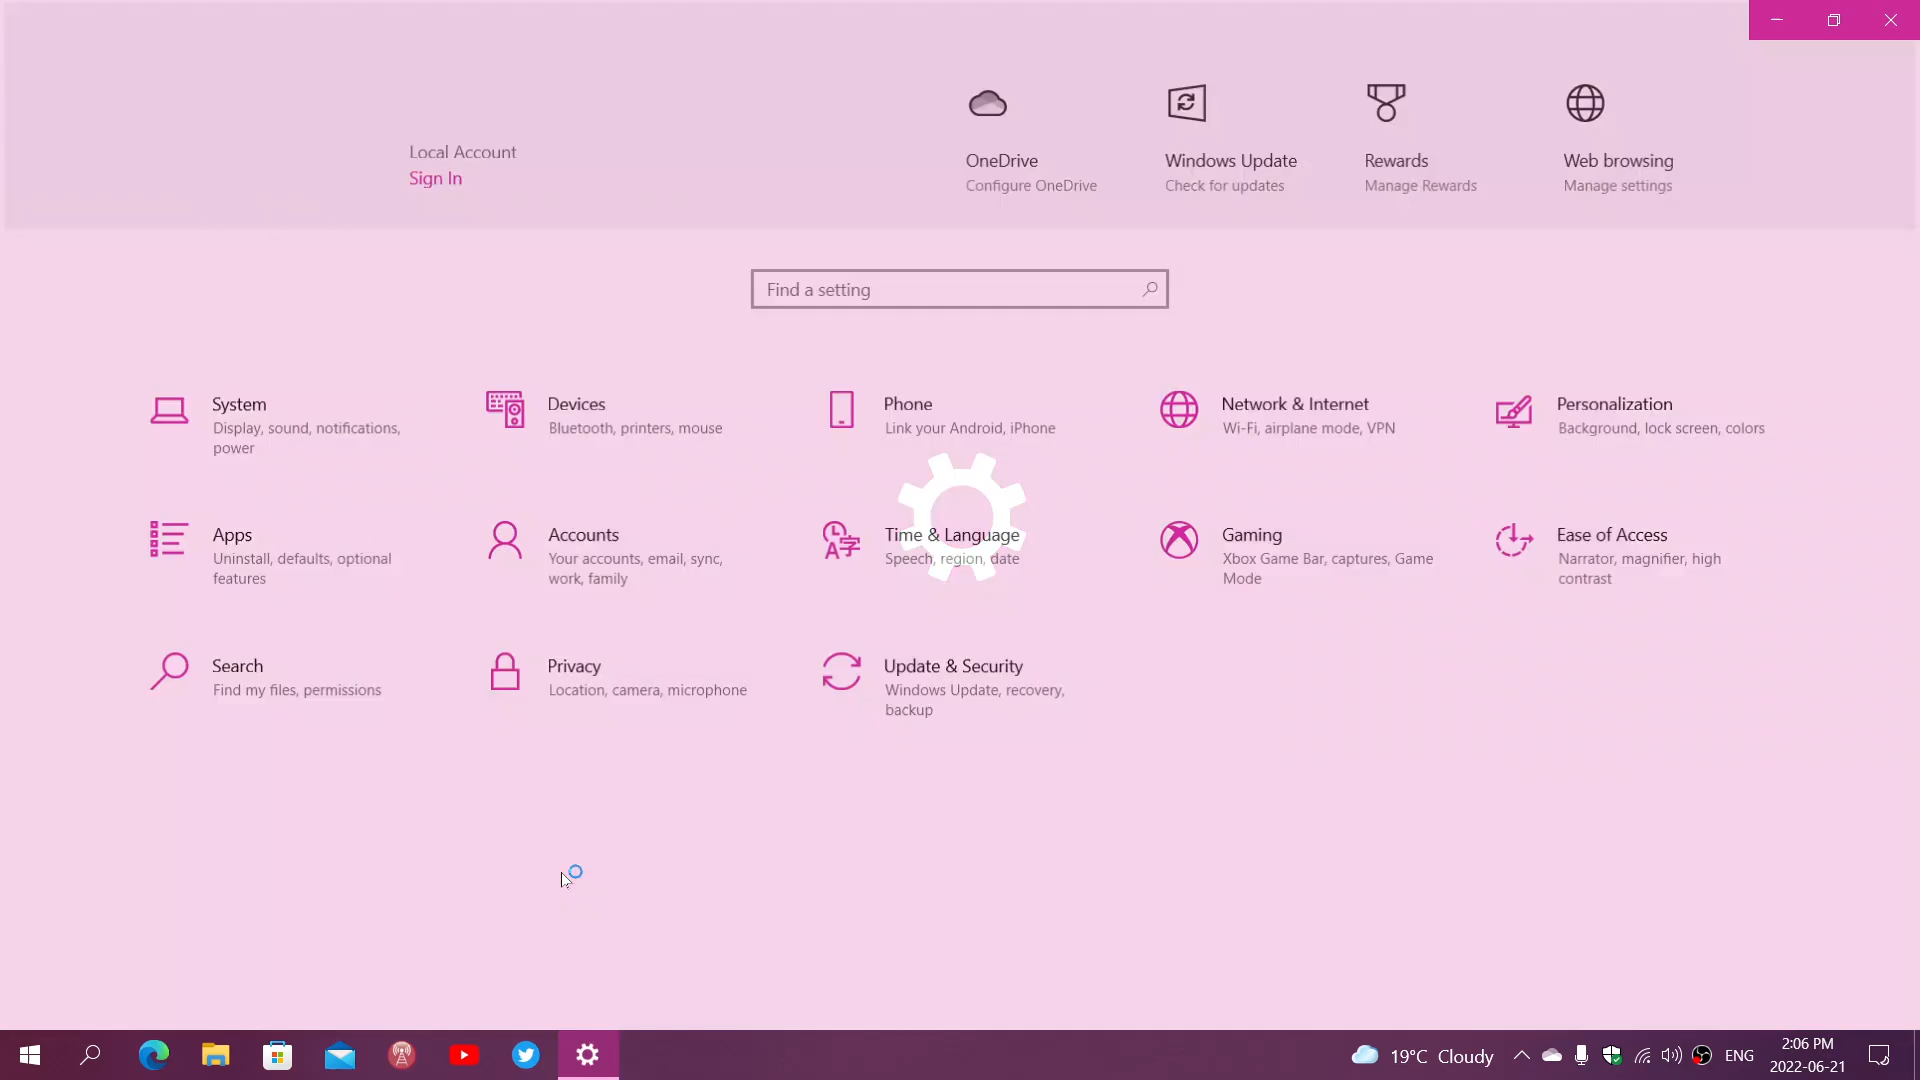 Local Account
Sign In
OneDrive
Configure OneDrive
Windows Update
Check for updates
Rewards
Manage Rewards
Web browsing
Manage settings
Find a setting
System
Display, sound, notifications,
power
Devices
Bluetooth, printers, mouse
Phone
Link your Android, iPhone
Network & Internet
Wi-Fi, airplane mode, VPN
Personalization
Background, lock screen, colors
Apps
Uninstall, defaults, optional
features
Accounts
Your accounts, email, sync,
work, family
Time & Language
Speech, region, date
Gaming
Xbox Game Bar, captures, Game
Mode
Ease of Access
Narrator, magnifier, high
contrast
Search
Find my files, permissions
Privacy
Location, camera, microphone
Update & Security
Windows Update, recovery,
backup
19°C Cloudy
ENG
2:06 PM
2022-06-21